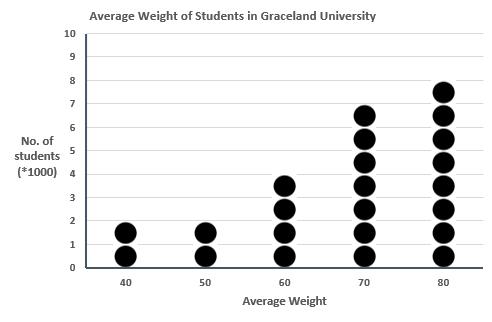 Average Weight of Students in Graceland University
10
9
8
7
6
5
4
3
2
1
0
No. of
students
(*1000)
40 50 60 70 80
Average Weight